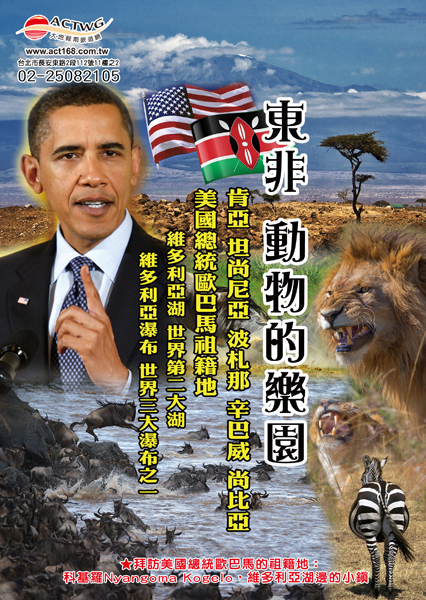 ACTWG
大地假期旅遊網
www.act168.com.tw
台北市長安東路2段112號11樓之2
02-25082105
東非 動物的樂園
肯亞 坦尚尼亞 波札那 辛巴威 尚比亞
美國總統歐巴馬祖籍地
維多利亞湖 世界第二大湖
維多利亞瀑布 世界三大瀑布之一
★拜訪美國總統歐巴馬的祖籍地：
科基羅Nyangoma Kogelo，維多利亞湖邊的小鎮